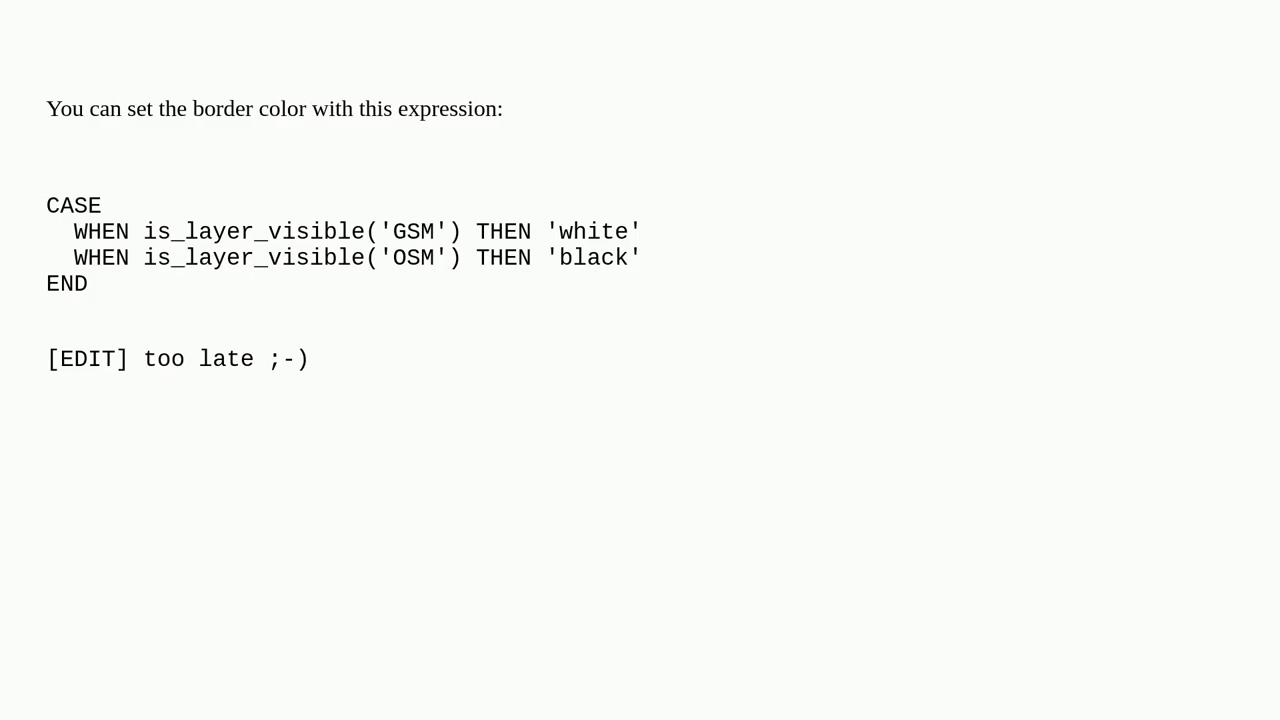 You can set the border color with this expression:
CASE
  WHEN is_layer_visible('GSM') THEN 'white'
  WHEN is_layer_visible('OSM') THEN 'black'
END
[EDIT] too late ;-)